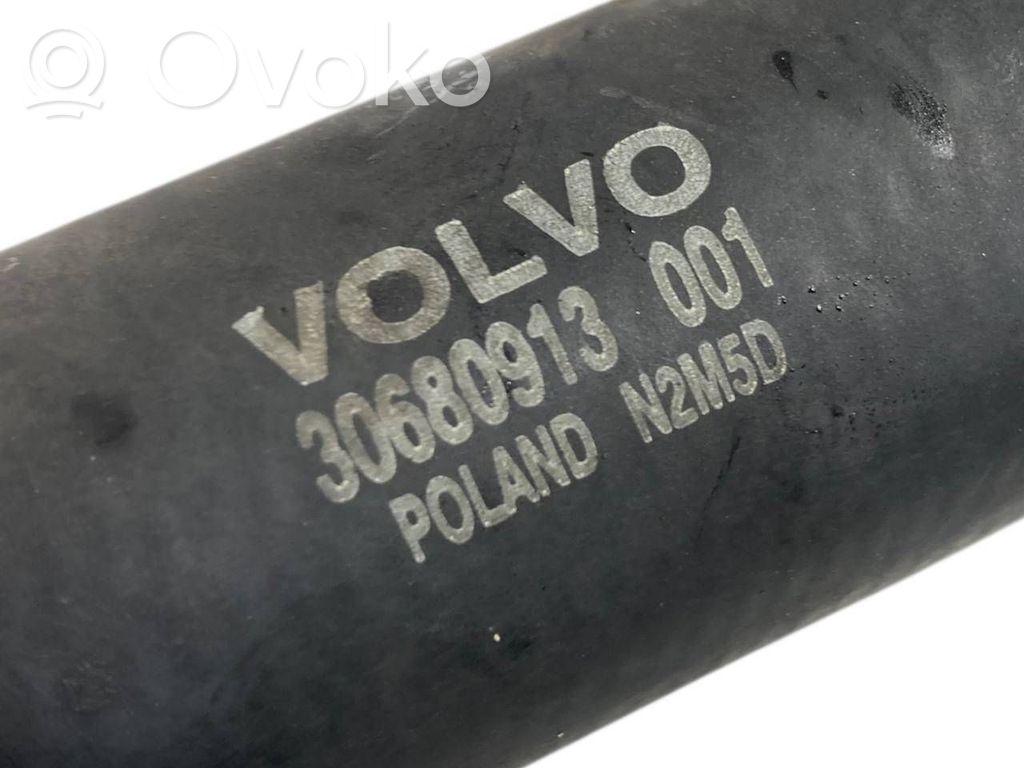 Ovoko
VOLVO
30680913 001
POLAND N2M5D